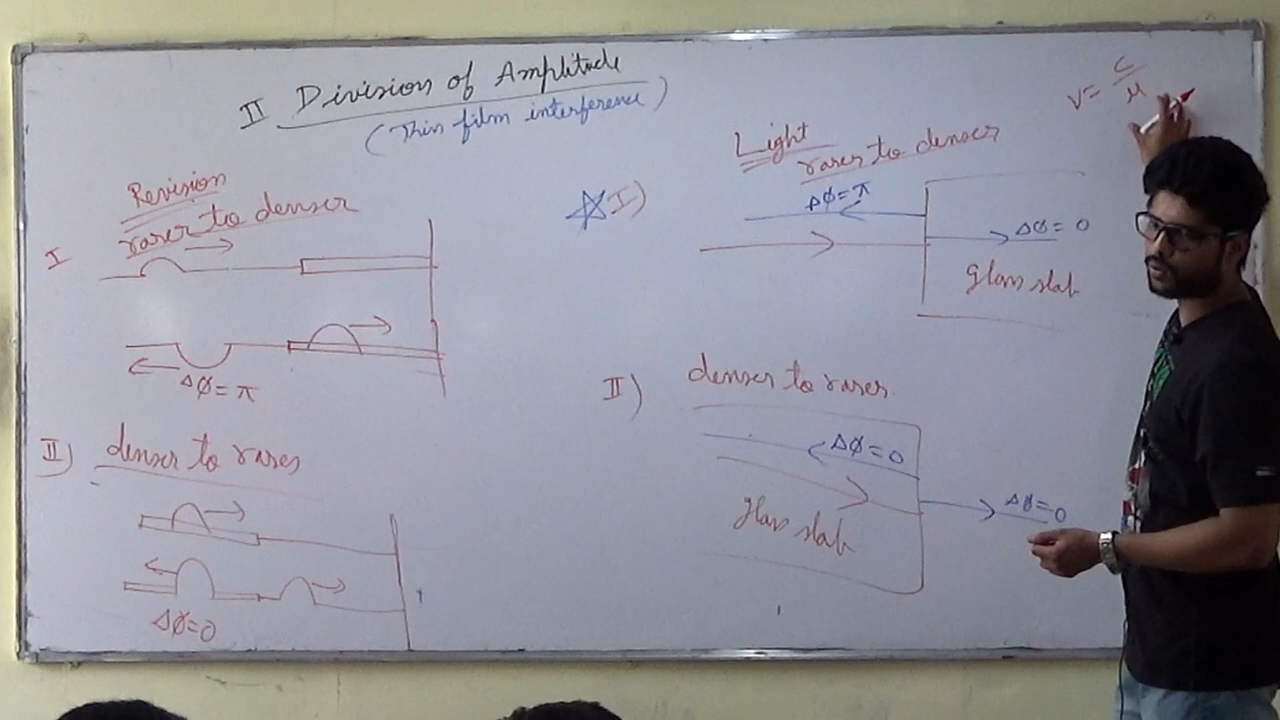 II Division of Amplitude
(Thin film interference)
V = C/μ
Revision
rarer to denser
I
Δφ = π
II) denser to rarer
Δφ=0
Light
rarer to denser
I)
Δφ=π
Δφ=0
Glass slab
II) denser to rarer
Δφ=0
Δφ=0
glass slab